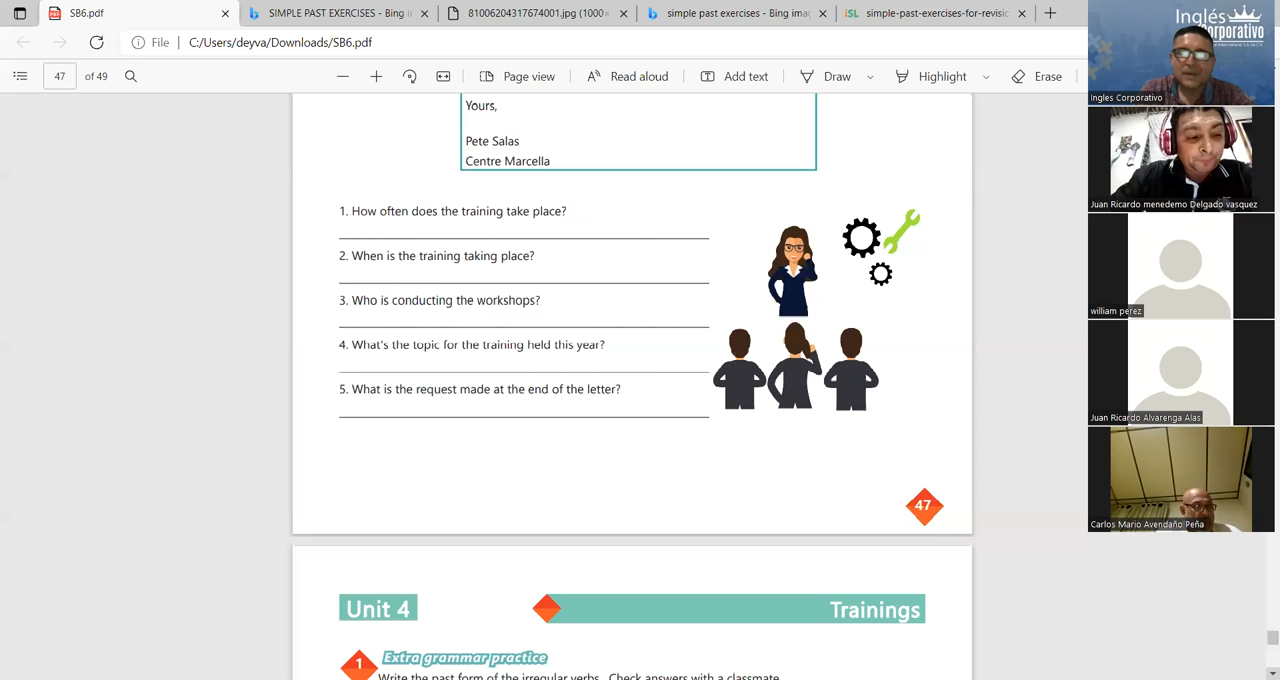 SB6.pdf
SIMPLE PAST EXERCISES - Bing i
81006204317674001.jpg (1000×
simple past exercises - Bing ima
iSL simple-past-exercises-for-revisio
File C:/Users/deyva/Downloads/SB6.pdf
47 of 49
Page view
Read aloud
Add text
Draw
Highlight
Erase
Yours,
Pete Salas
Centre Marcella
1. How often does the training take place?
2. When is the training taking place?
3. Who is conducting the workshops?
4. What's the topic for the training held this year?
5. What is the request made at the end of the letter?
47
Unit 4
Trainings
1
Extra grammar practice
Write the past form of the irregular verbs. Check answers with a classmate.
Inglés
Corporativo
Ingles Corporativo
Juan Ricardo menedemo Delgado vasquez
william perez
Juan Ricardo Alvarenga Alas
Carlos Mario Avendaño Peña